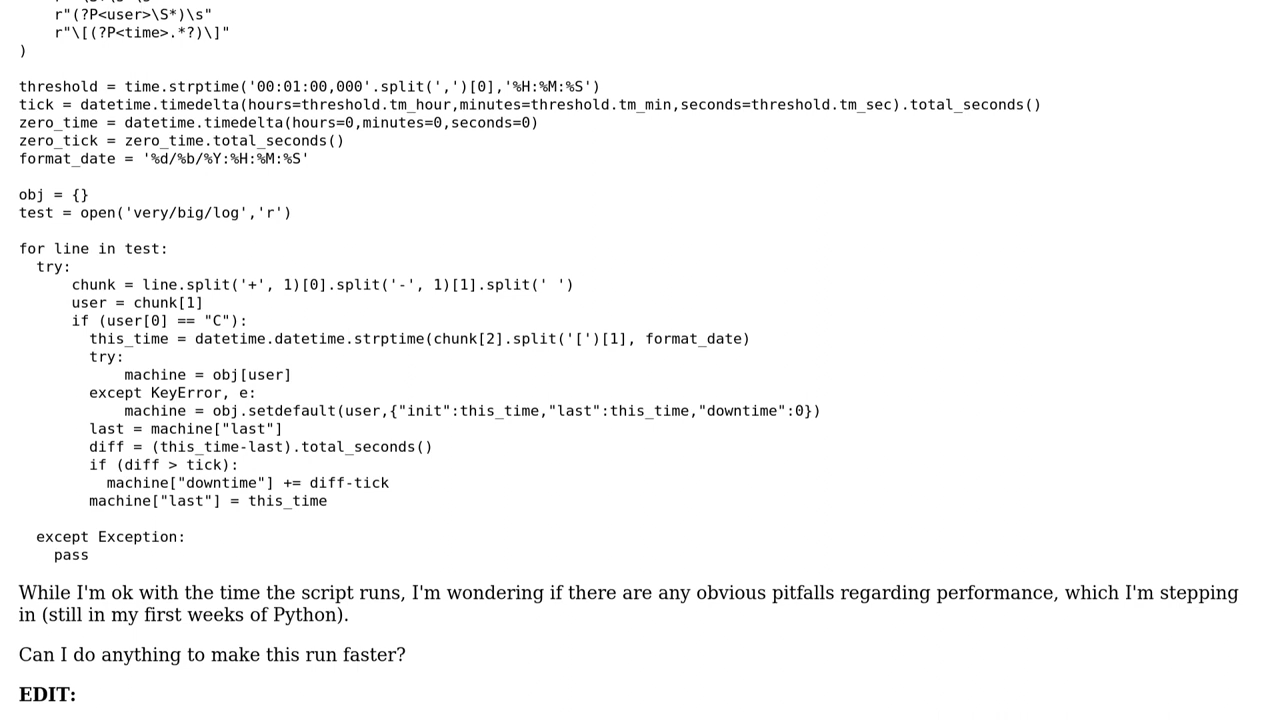 r"(?P<user>\S*)\s"
r"\[(?P<time>.*?)\]"
)
threshold = time.strptime('00:01:00,000'.split(',')[0],'%H:%M:%S')
tick = datetime.timedelta(hours=threshold.tm_hour,minutes=threshold.tm_min,seconds=threshold.tm_sec).total_seconds()
zero_time = datetime.timedelta(hours=0,minutes=0,seconds=0)
zero_tick = zero_time.total_seconds()
format_date = '%d/%b/%Y:%H:%M:%S'
obj = {}
test = open('very/big/log','r')
for line in test:
try:
chunk = line.split('+', 1)[0].split('-', 1)[1].split(' ')
user = chunk[1]
if (user[0] == "C"):
this_time = datetime.datetime.strptime(chunk[2].split('[')[1], format_date)
try:
machine = obj[user]
except KeyError, e:
machine = obj.setdefault(user,{"init":this_time,"last":this_time,"downtime":0})
last = machine["last"]
diff = (this_time-last).total_seconds()
if (diff > tick):
machine["downtime"] += diff-tick
machine["last"] = this_time
except Exception:
pass
While I'm ok with the time the script runs, I'm wondering if there are any obvious pitfalls regarding performance, which I'm stepping
in (still in my first weeks of Python).
Can I do anything to make this run faster?
EDIT: